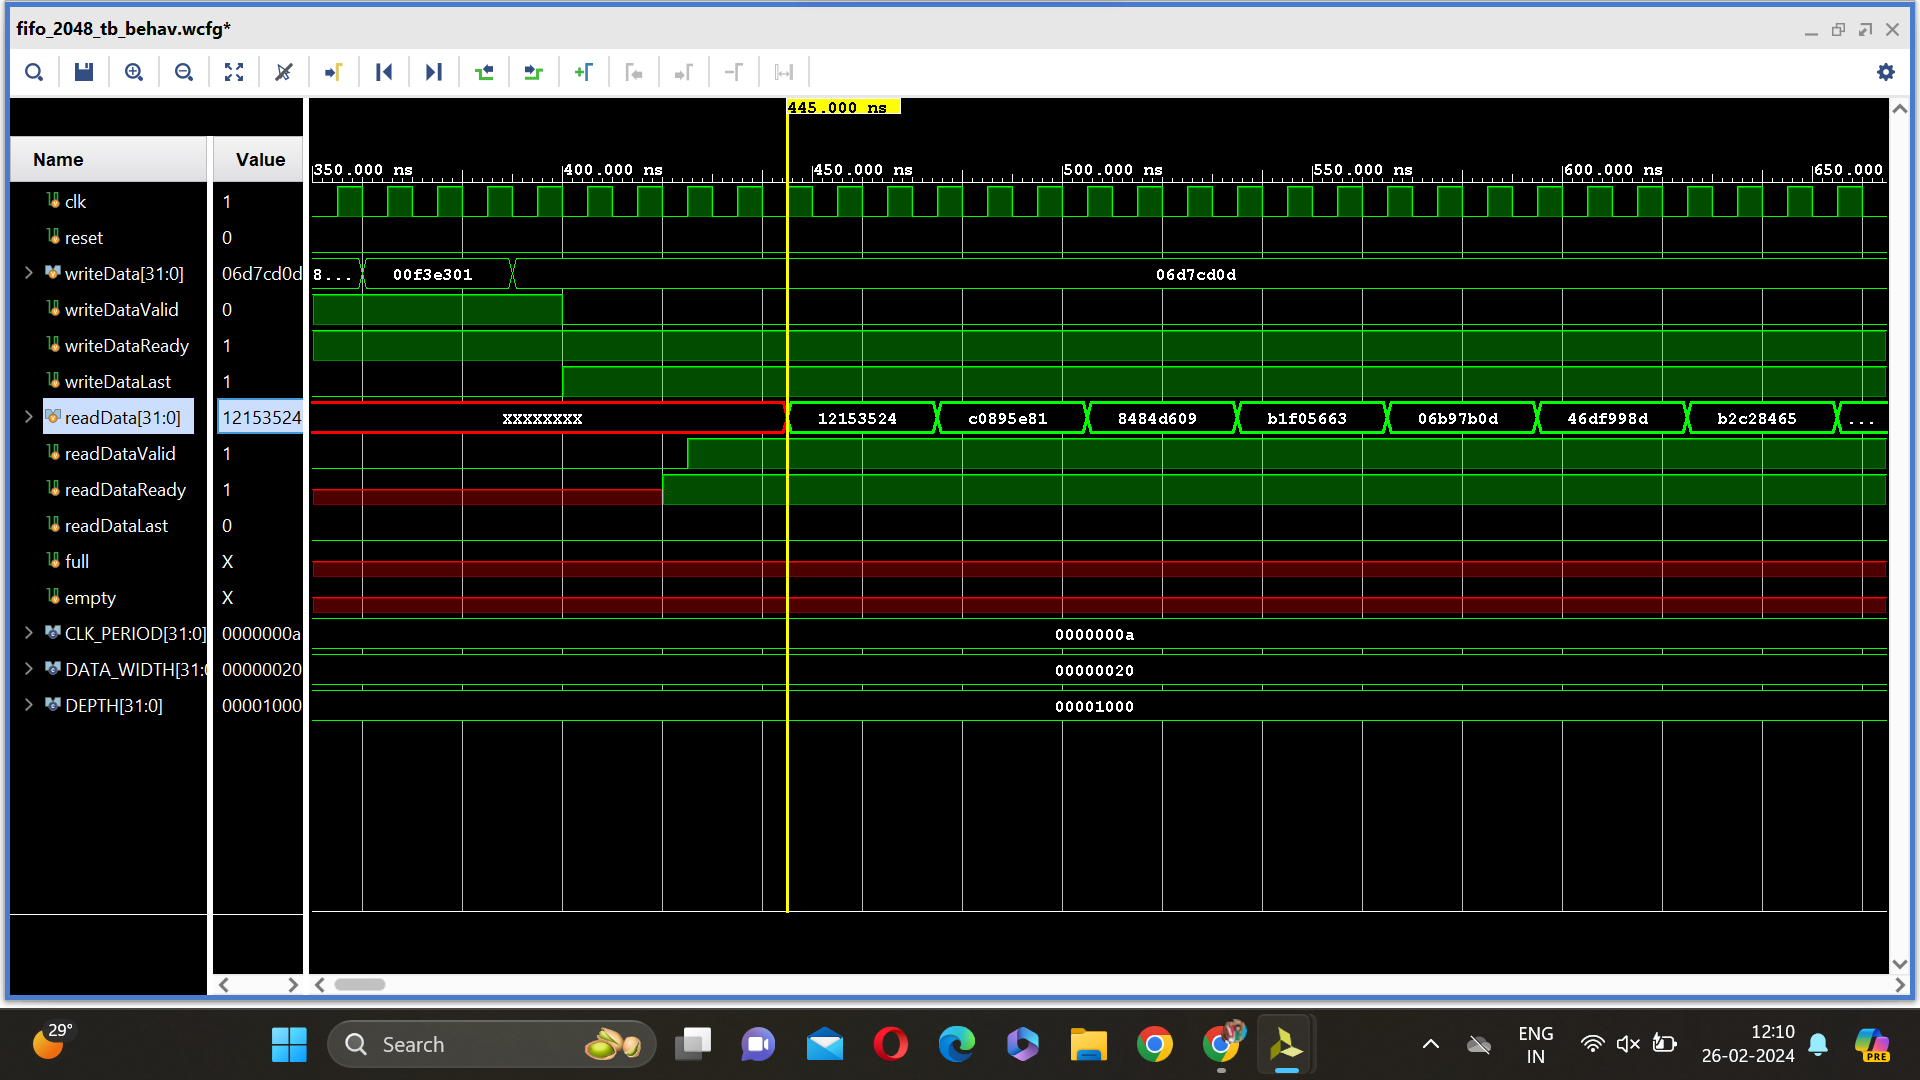 fifo_2048_tb_behav.wcfg*
445.000 ns
Name Value
350.000 ns 400.000 ns 450.000 ns 500.000 ns 550.000 ns 600.000 ns 650.000
clk 1
reset 0
writeData[31:0] 06d7cd0d 8... 00f3e301 06d7cd0d
writeDataValid 0
writeDataReady 1
writeDataLast 1
readData[31:0] 12153524 XXXXXXXX 12153524 c0895e81 8484d609 b1f05663 06b97b0d 46df998d b2c28465 ...
readDataValid 1
readDataReady 1
readDataLast 0
full X
empty X
CLK_PERIOD[31:0] 0000000a 0000000a
DATA_WIDTH[31:0 00000020 00000020
DEPTH[31:0] 00001000 00001000
29°
Search
ENG
IN
12:10
26-02-2024
PRE